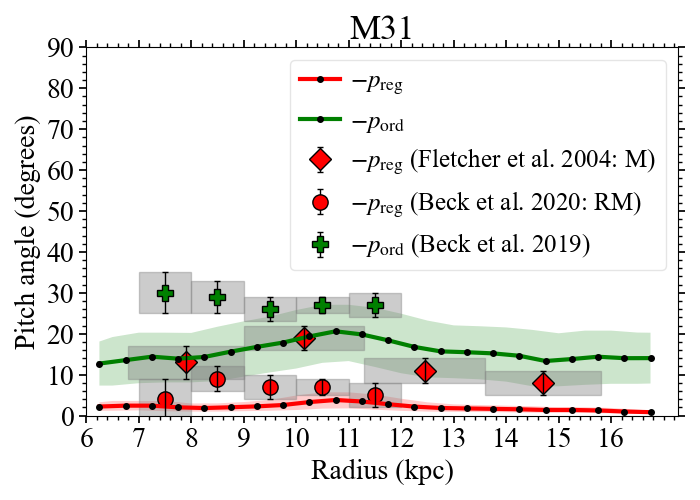 M31
90
80
70
60
50
40
30
20
10
0
Pitch angle (degrees)
−p_reg
−p_ord
−p_reg (Fletcher et al. 2004: M)
−p_reg (Beck et al. 2020: RM)
−p_ord (Beck et al. 2019)
6 7 8 9 10 11 12 13 14 15 16
Radius (kpc)